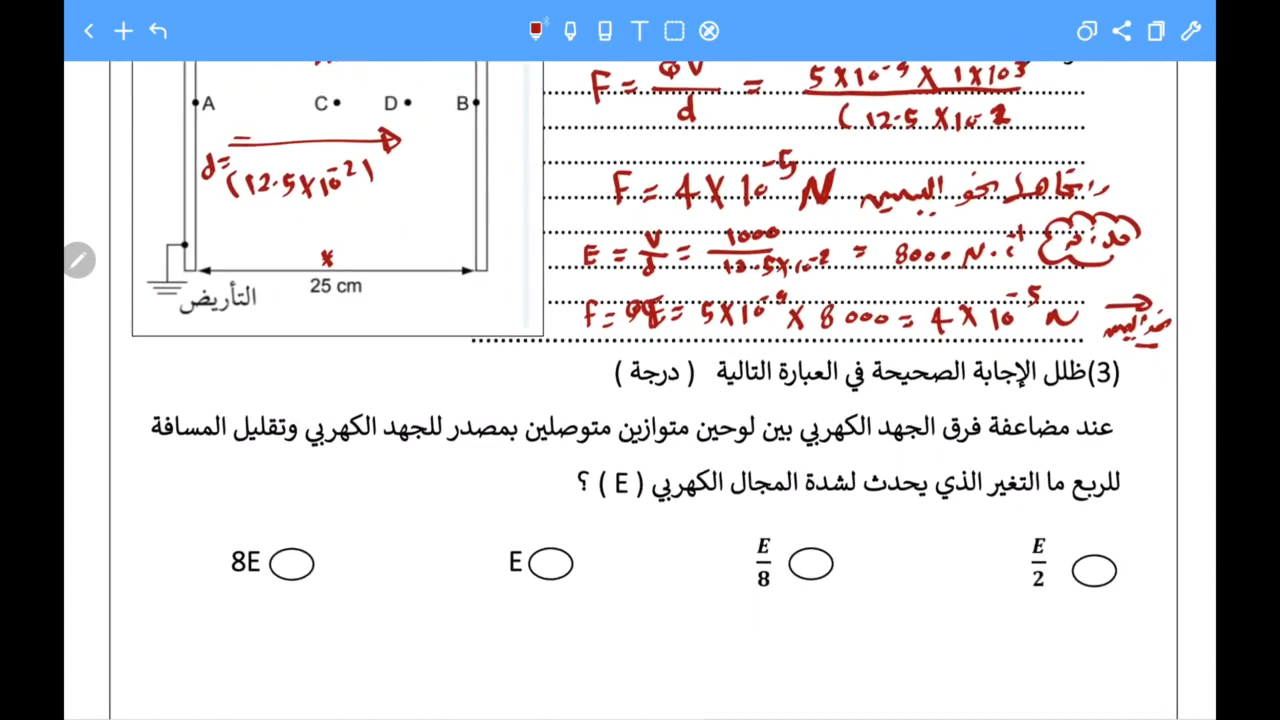 F = QV/d = 5 X 10⁻⁹ X 1 X 10³ / (12.5 X 10⁻²
A C D B
d = (12.5 X 10⁻²)
F = 4 X 10⁻⁵ N
E = V/d = 1000 / 12.5 X 10⁻² = 8000 N.
25 cm
التأريض
F = qE = 5 X 10⁻⁹ X 8000 = 4 X 10⁻⁵ N
(3)ظلل الإجابة الصحيحة في العبارة التالية ( درجة )
عند مضاعفة فرق الجهد الكهربي بين لوحين متوازين متوصلين بمصدر للجهد الكهربي وتقليل المسافة
للربع ما التغير الذي يحدث لشدة المجال الكهربي ( E ) ؟
E/2 E/8 E 8E